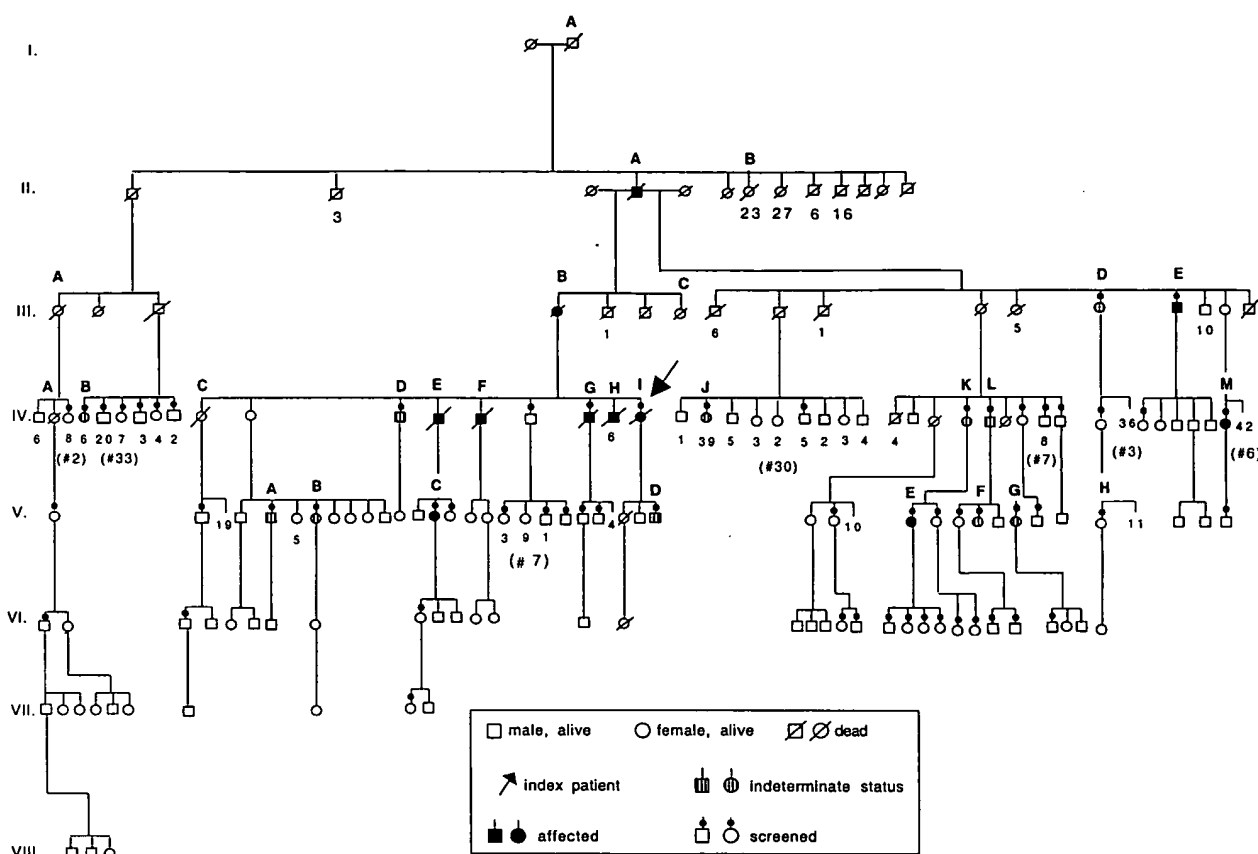 A
I.
A B
II.
3 23 27 6 16
A B C D E
III.
1 6 1 5 10
A B C D E F G H I J K L M
IV.
6 8 6 20 7 3 4 2 6 1 39 5 3 2 5 2 3 4 4 8 36 42
(#2) (#33) (#30) (#7) (#3) (#6)
A B C D E F G H
V.
19 5 3 9 1 4 10 11
(# 7)
VI.
VII.
male, alive female, alive dead
index patient indeterminate status
affected screened
VIII.